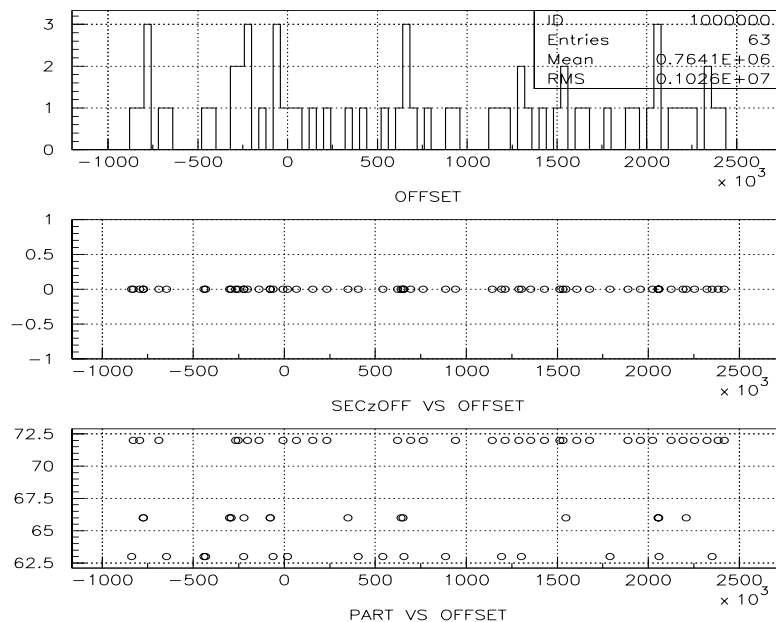 ID 1000000
Entries 63
Mean 0.7641E+06
RMS 0.1026E+07
3
2
1
0
−1000 −500 0 500 1000 1500 2000 2500
× 10³
OFFSET
1
0.5
0
−0.5
−1
−1000 −500 0 500 1000 1500 2000 2500
× 10³
SECzOFF VS OFFSET
72.5
70
67.5
65
62.5
−1000 −500 0 500 1000 1500 2000 2500
× 10³
PART VS OFFSET